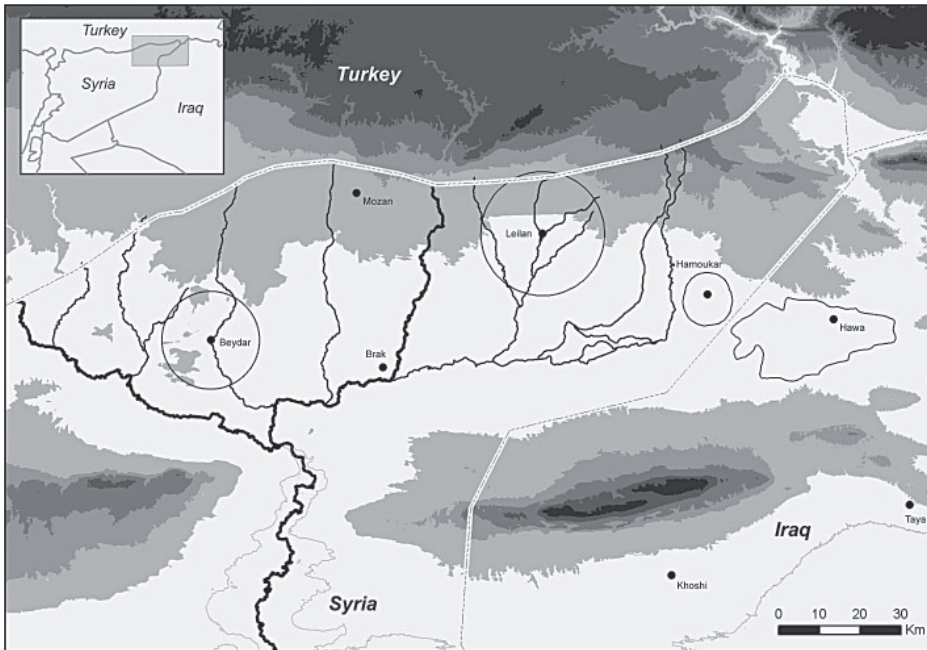 Turkey
Syria
Iraq
Turkey
Mozan
Leilan
Hamoukar
Hawa
Beydar
Brak
Taya
Iraq
Khoshi
Syria
0 10 20 30
Km